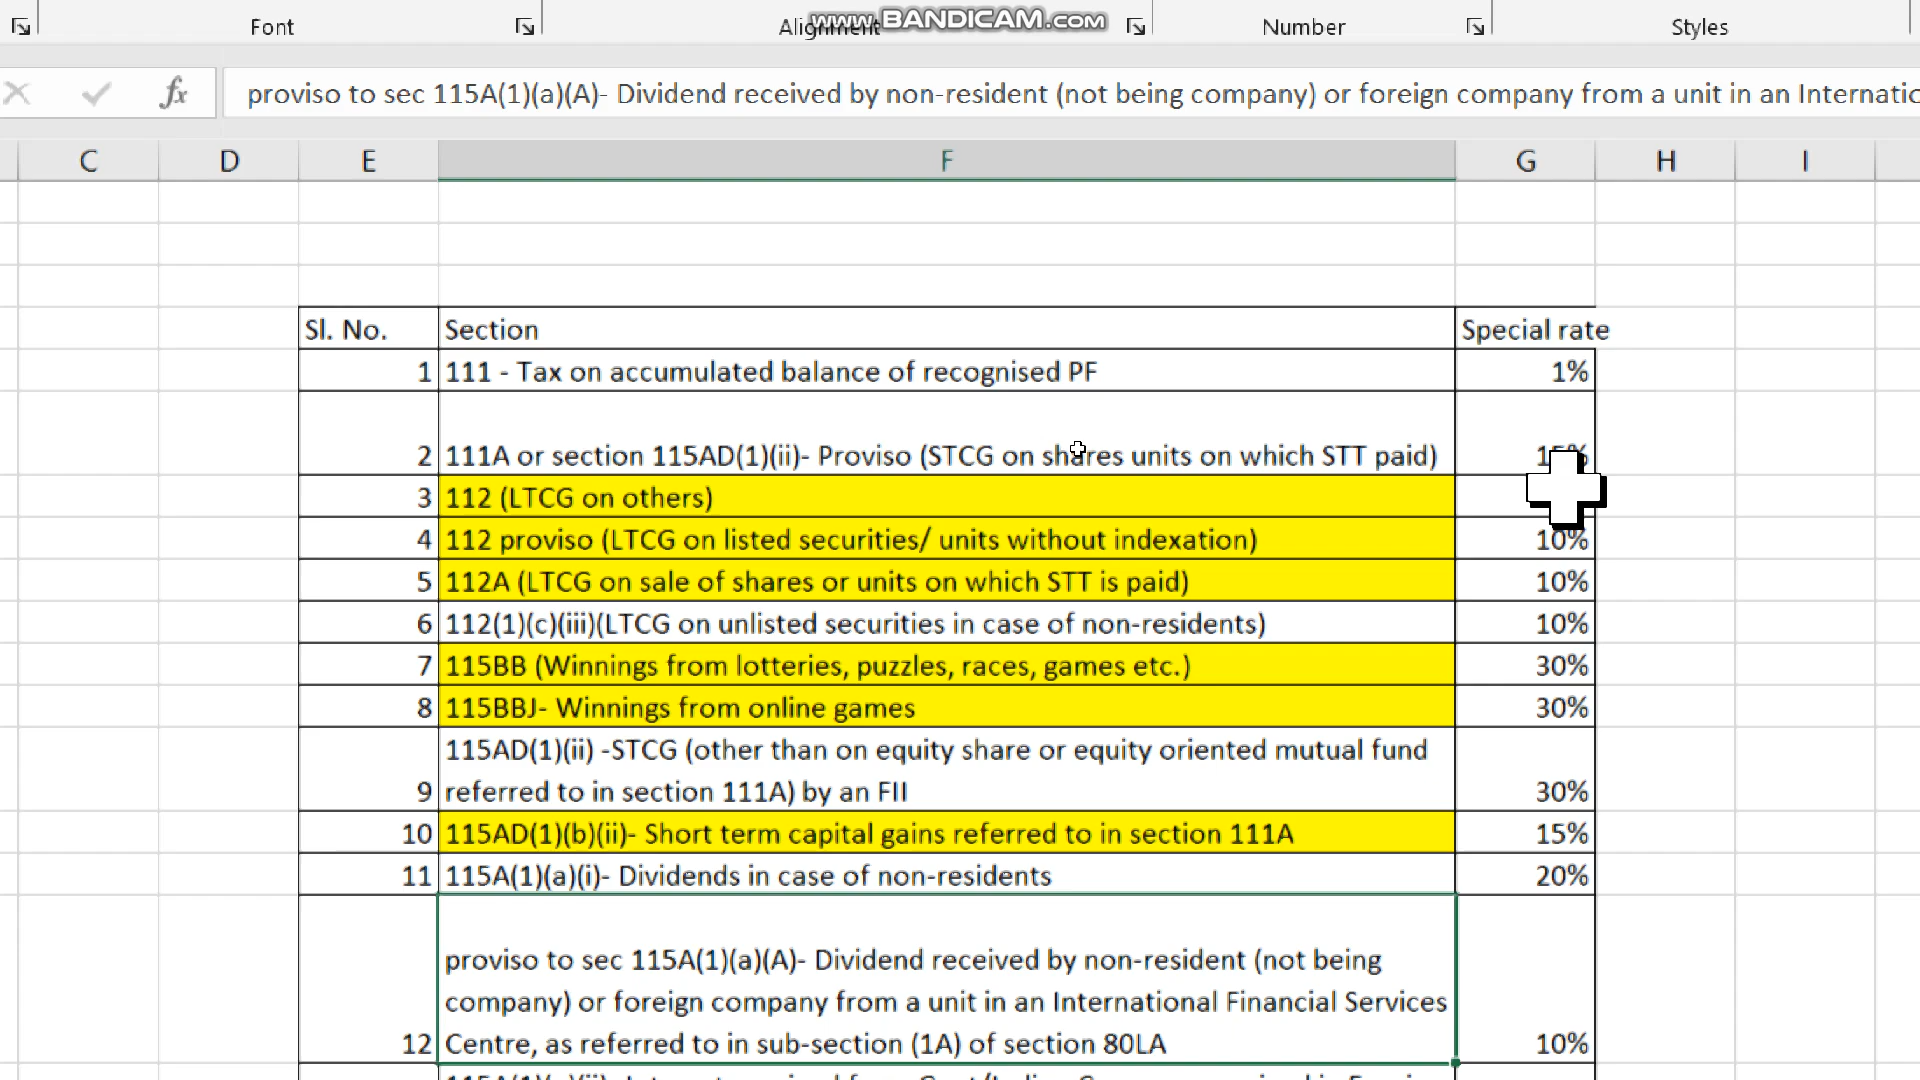 Font
Alignment
www.BANDICAM.com
Number
Styles
fx
proviso to sec 115A(1)(a)(A)- Dividend received by non-resident (not being company) or foreign company from a unit in an Internatio
C D E F G H I
Sl. No. Section Special rate
1 111 - Tax on accumulated balance of recognised PF 1%
2 111A or section 115AD(1)(ii)- Proviso (STCG on shares units on which STT paid) 15%
3 112 (LTCG on others)
4 112 proviso (LTCG on listed securities/ units without indexation) 10%
5 112A (LTCG on sale of shares or units on which STT is paid) 10%
6 112(1)(c)(iii)(LTCG on unlisted securities in case of non-residents) 10%
7 115BB (Winnings from lotteries, puzzles, races, games etc.) 30%
8 115BBJ- Winnings from online games 30%
115AD(1)(ii) -STCG (other than on equity share or equity oriented mutual fund
9 referred to in section 111A) by an FII 30%
10 115AD(1)(b)(ii)- Short term capital gains referred to in section 111A 15%
11 115A(1)(a)(i)- Dividends in case of non-residents 20%
proviso to sec 115A(1)(a)(A)- Dividend received by non-resident (not being
company) or foreign company from a unit in an International Financial Services
12 Centre, as referred to in sub-section (1A) of section 80LA 10%